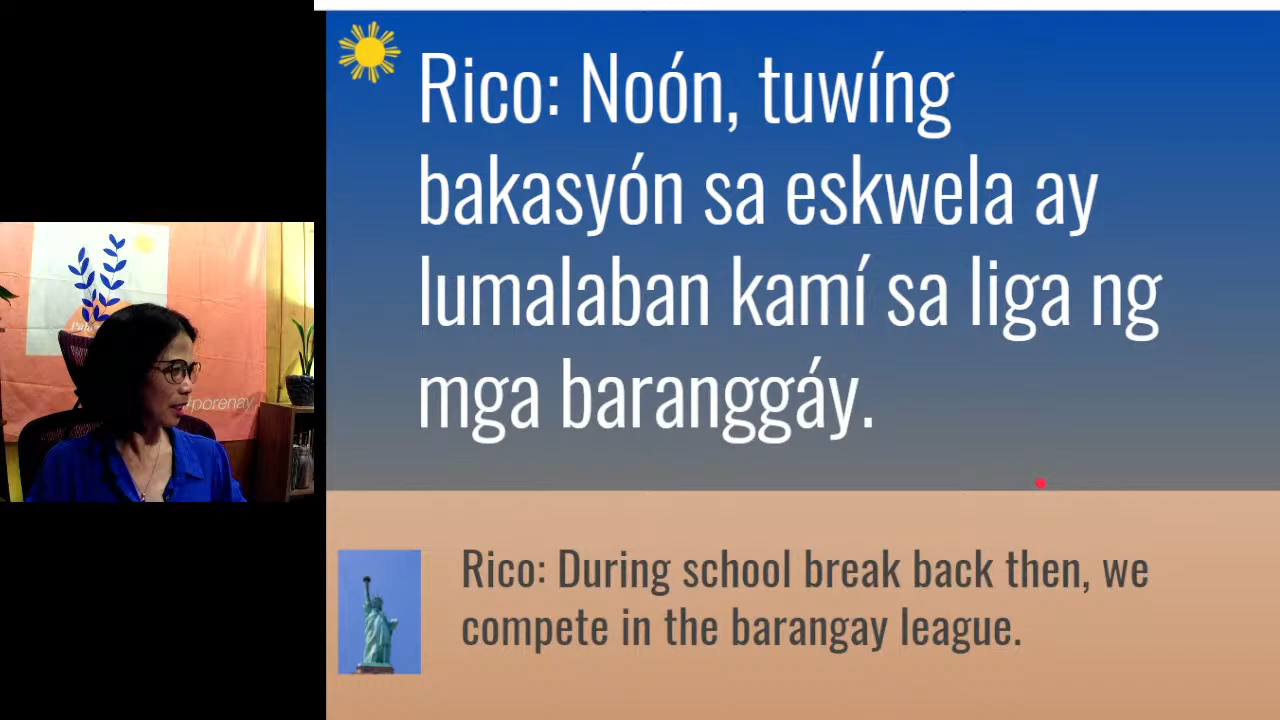 Rico: Noón, tuwíng
bakasyón sa eskwela ay
lumalaban kamí sa liga ng
mga baranggáy.
Rico: During school break back then, we
compete in the barangay league.